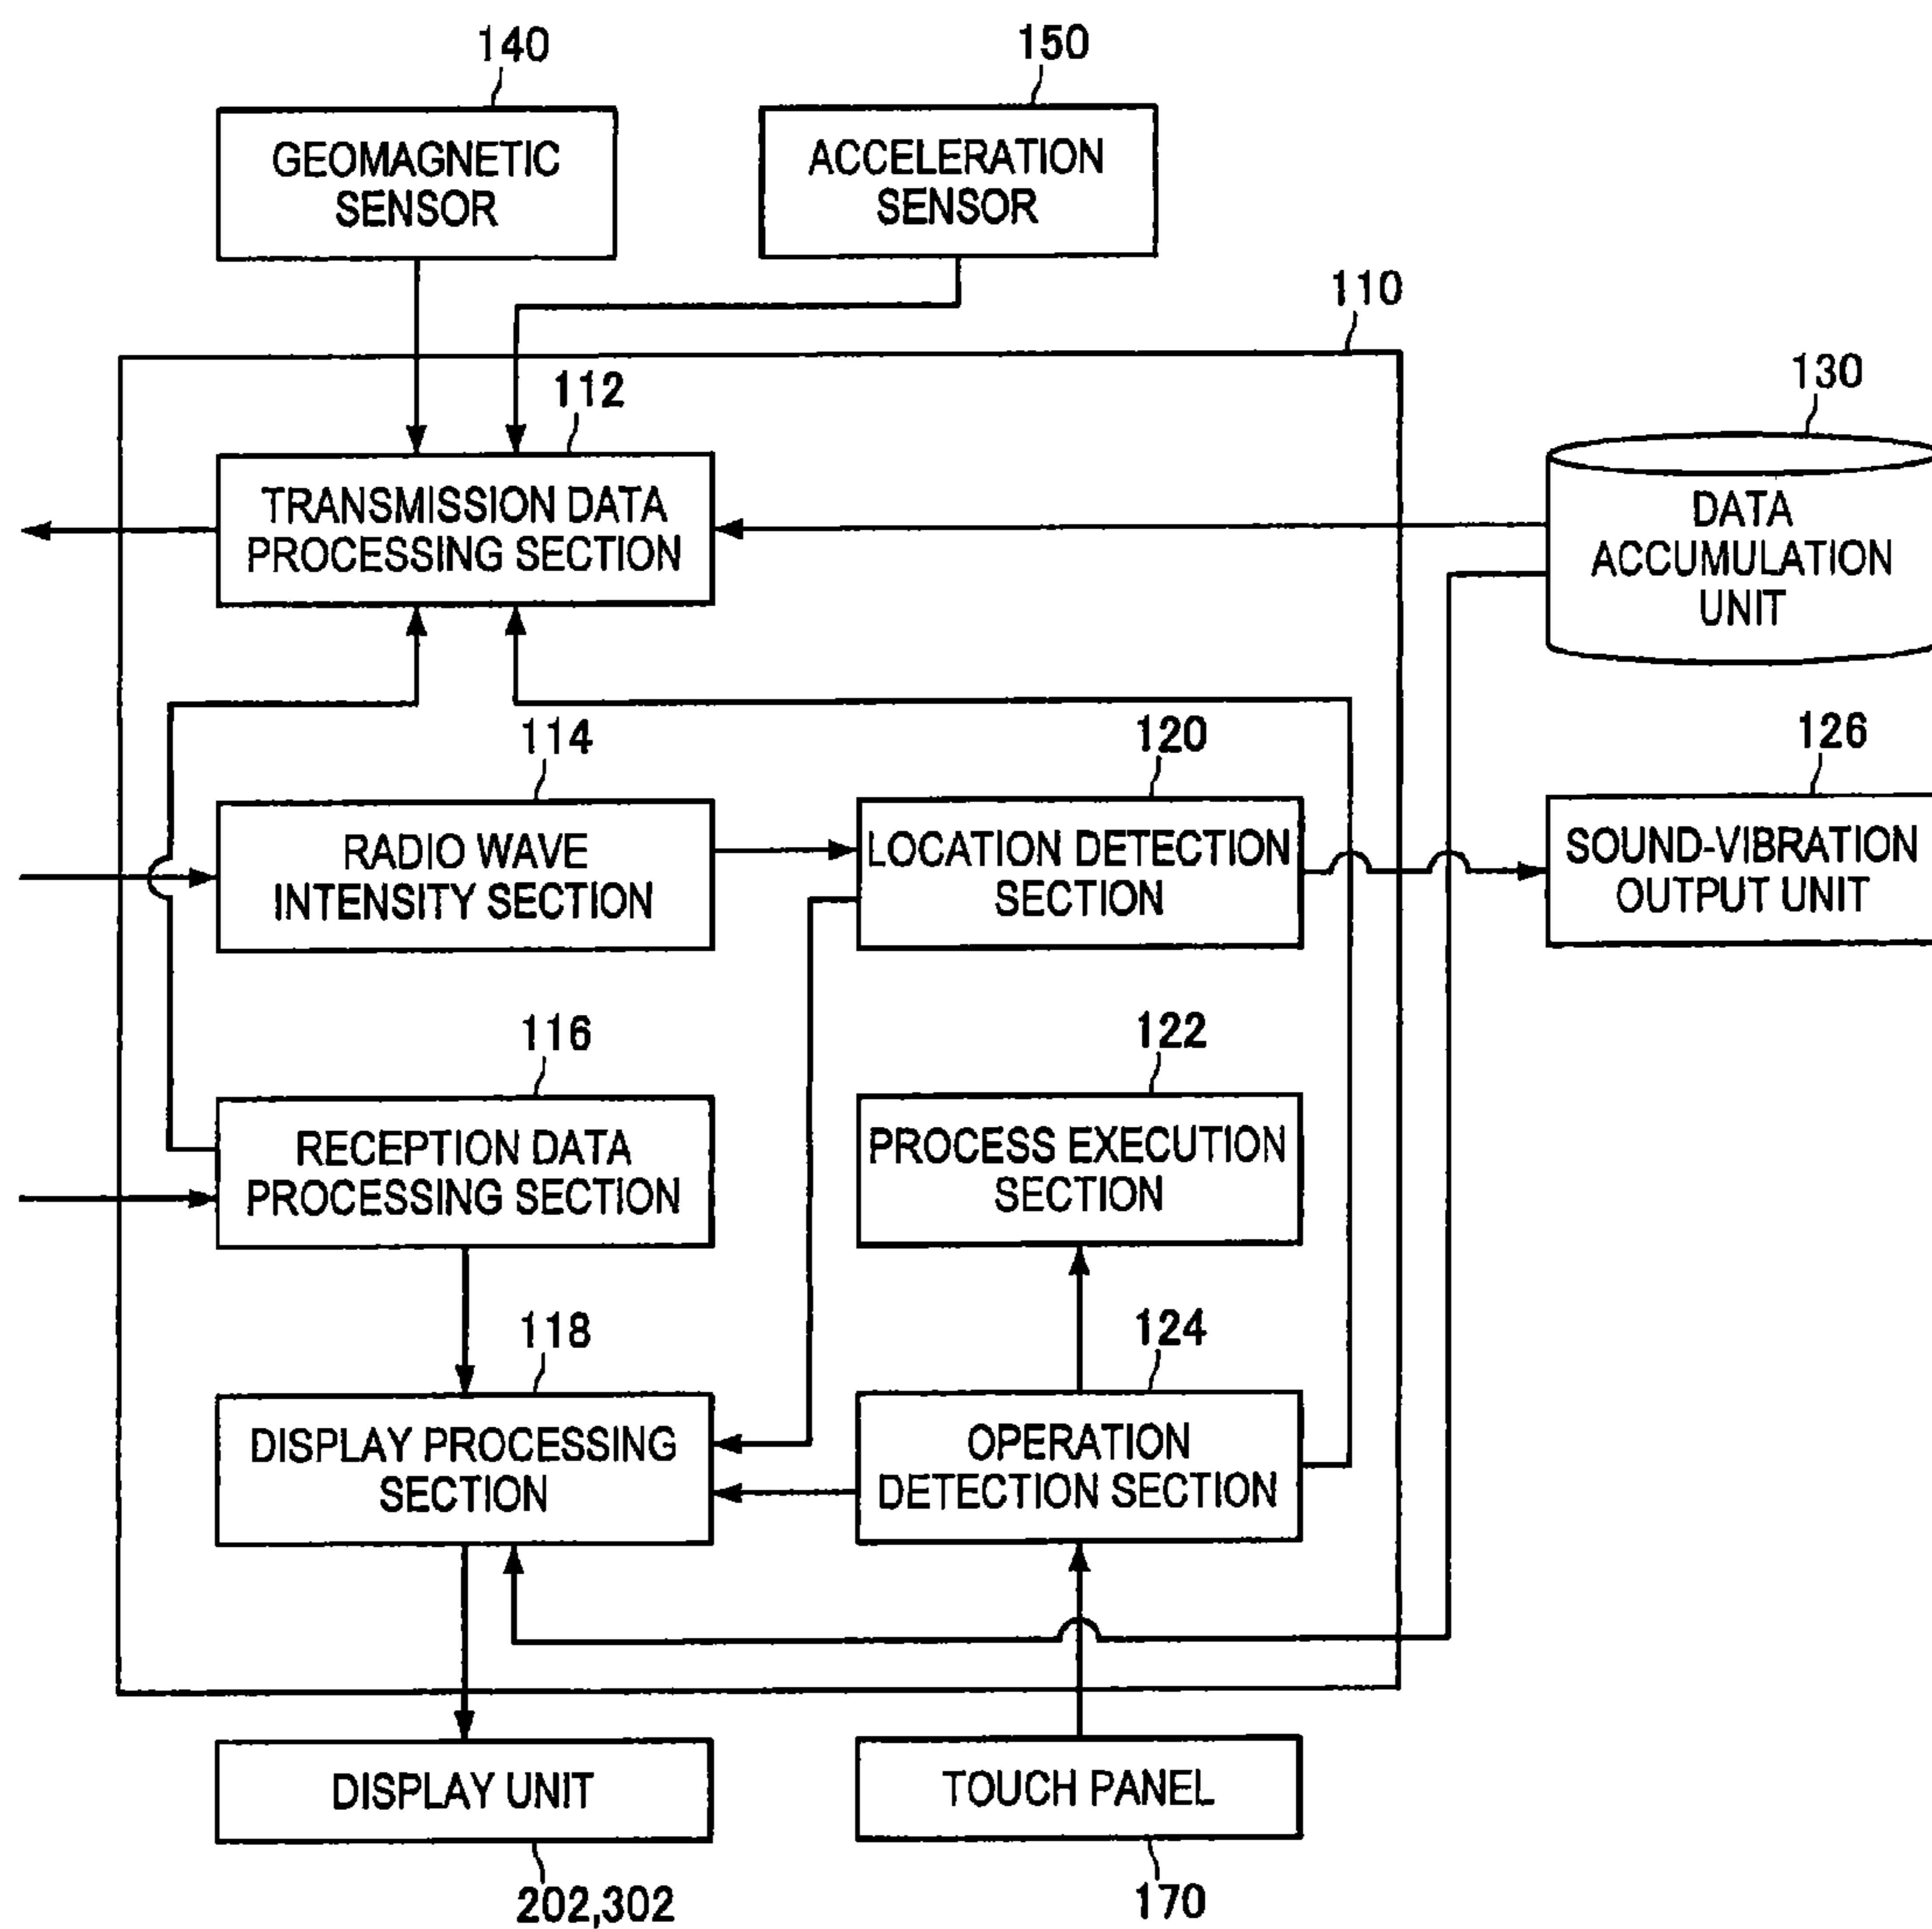 140
150
GEOMAGNETIC
SENSOR
ACCELERATION
SENSOR
110
112
130
TRANSMISSION DATA
PROCESSING SECTION
DATA
ACCUMULATION
UNIT
114
120
126
RADIO WAVE
INTENSITY SECTION
LOCATION DETECTION
SECTION
SOUND-VIBRATION
OUTPUT UNIT
116
122
RECEPTION DATA
PROCESSING SECTION
PROCESS EXECUTION
SECTION
118
124
DISPLAY PROCESSING
SECTION
OPERATION
DETECTION SECTION
DISPLAY UNIT
TOUCH PANEL
202,302
170